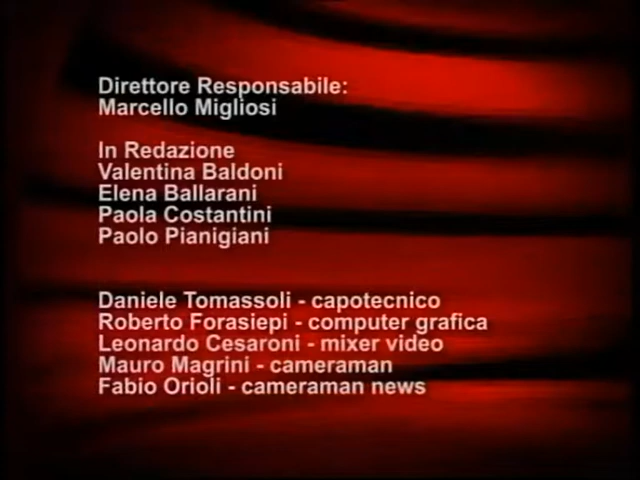 Direttore Responsabile:
Marcello Migliosi
In Redazione
Valentina Baldoni
Elena Ballarani
Paola Costantini
Paolo Pianigiani
Daniele Tomassoli - capotecnico
Roberto Forasiepi - computer grafica
Leonardo Cesaroni - mixer video
Mauro Magrini - cameraman
Fabio Orioli - cameraman news